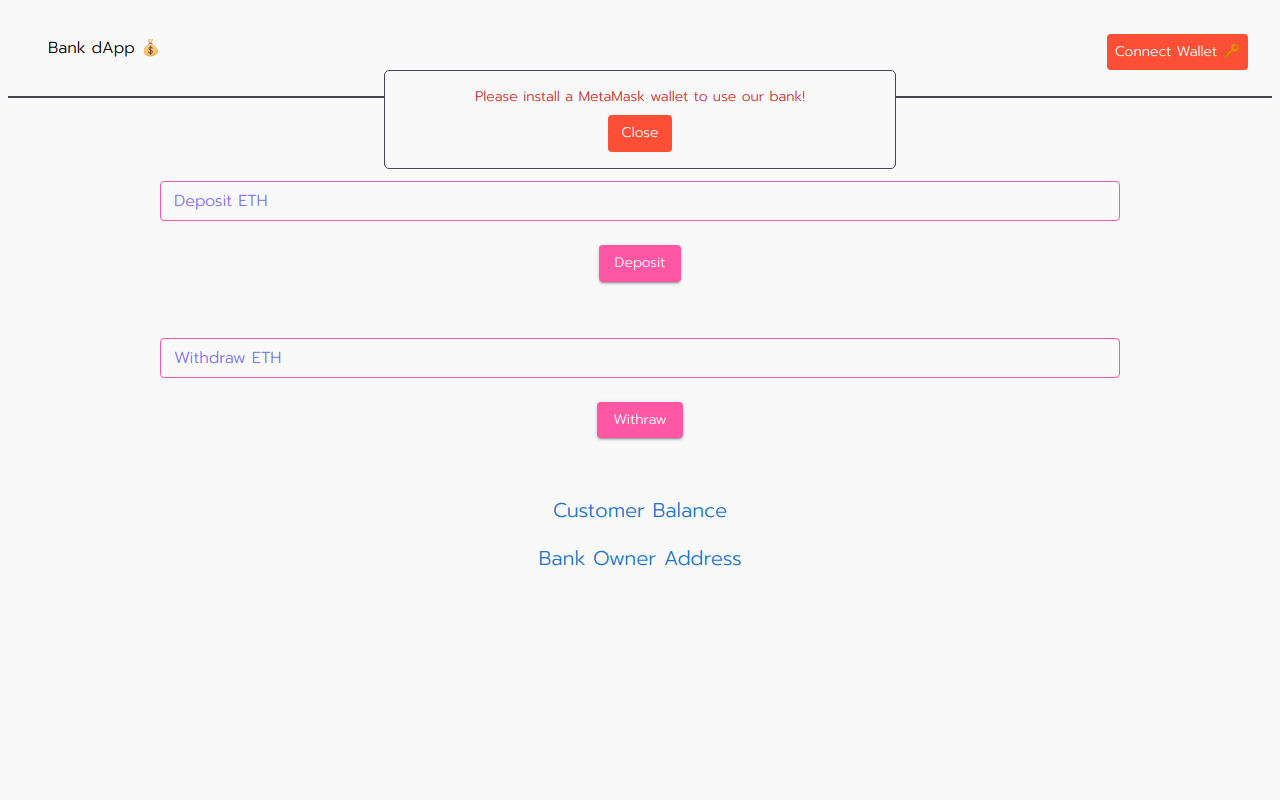 Bank dApp 💰
Connect Wallet 🔑
Please install a MetaMask wallet to use our bank!
Close
Deposit ETH
Deposit
Withdraw ETH
Withraw
Customer Balance
Bank Owner Address